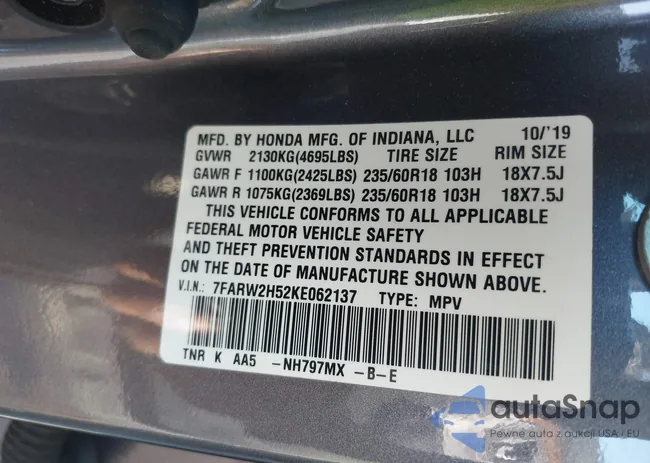 MFD. BY HONDA MFG. OF INDIANA, LLC 10/'19
GVWR 2130KG(4695LBS) TIRE SIZE RIM SIZE
GAWR F 1100KG(2425LBS) 235/60R18 103H 18X7.5J
GAWR R 1075KG(2369LBS) 235/60R18 103H 18X7.5J
THIS VEHICLE CONFORMS TO ALL APPLICABLE
FEDERAL MOTOR VEHICLE SAFETY
AND THEFT PREVENTION STANDARDS IN EFFECT
ON THE DATE OF MANUFACTURE SHOWN ABOVE.
V.I.N.: 7FARW2H52KE062137 TYPE: MPV
TNR K AA5 -NH797MX -B-E
autaSnap
Pewne auta z aukcji USA i EU